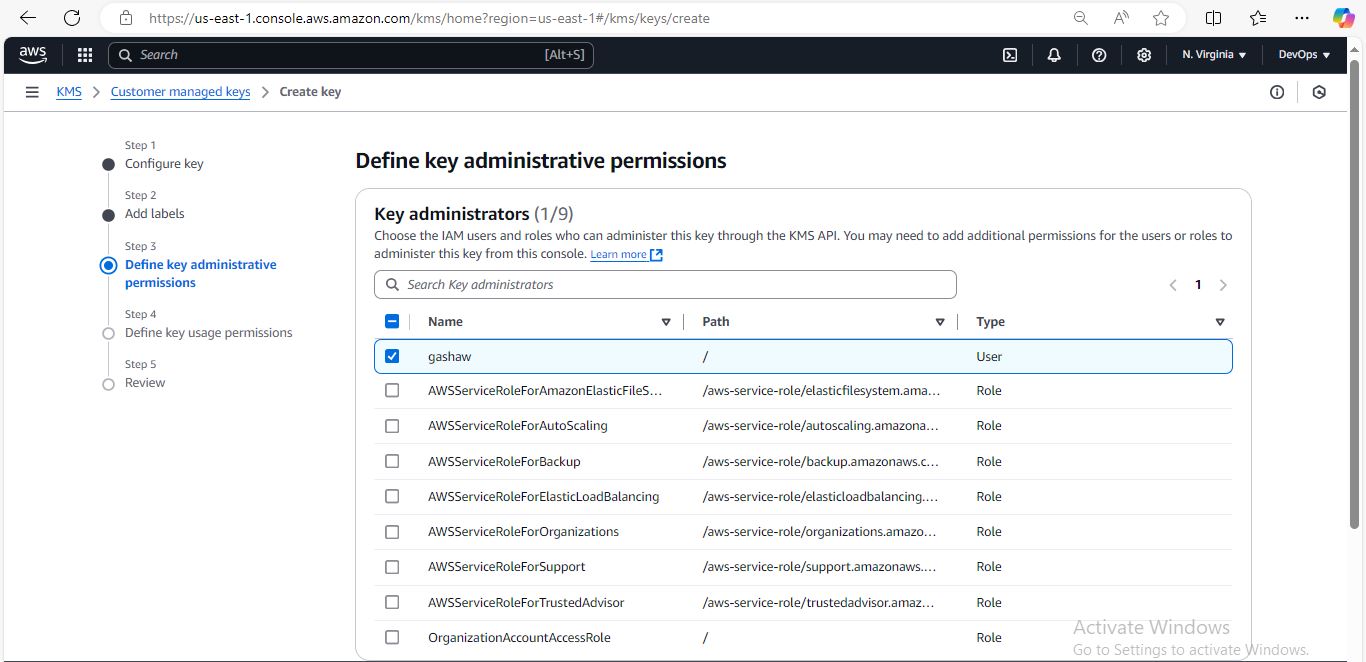 https://us-east-1.console.aws.amazon.com/kms/home?region=us-east-1#/kms/keys/create
aws
Search [Alt+S]
N. Virginia
DevOps
KMS > Customer managed keys > Create key
Step 1
Configure key
Step 2
Add labels
Step 3
Define key administrative
permissions
Step 4
Define key usage permissions
Step 5
Review
Define key administrative permissions
Key administrators (1/9)
Choose the IAM users and roles who can administer this key through the KMS API. You may need to add additional permissions for the users or roles to
administer this key from this console. Learn more
Search Key administrators
1
Name Path Type
gashaw / User
AWSServiceRoleForAmazonElasticFileS... /aws-service-role/elasticfilesystem.ama... Role
AWSServiceRoleForAutoScaling /aws-service-role/autoscaling.amazona... Role
AWSServiceRoleForBackup /aws-service-role/backup.amazonaws.c... Role
AWSServiceRoleForElasticLoadBalancing /aws-service-role/elasticloadbalancing.... Role
AWSServiceRoleForOrganizations /aws-service-role/organizations.amazo... Role
AWSServiceRoleForSupport /aws-service-role/support.amazonaws.... Role
AWSServiceRoleForTrustedAdvisor /aws-service-role/trustedadvisor.amaz... Role
OrganizationAccountAccessRole / Role
Activate Windows
Go to Settings to activate Windows.